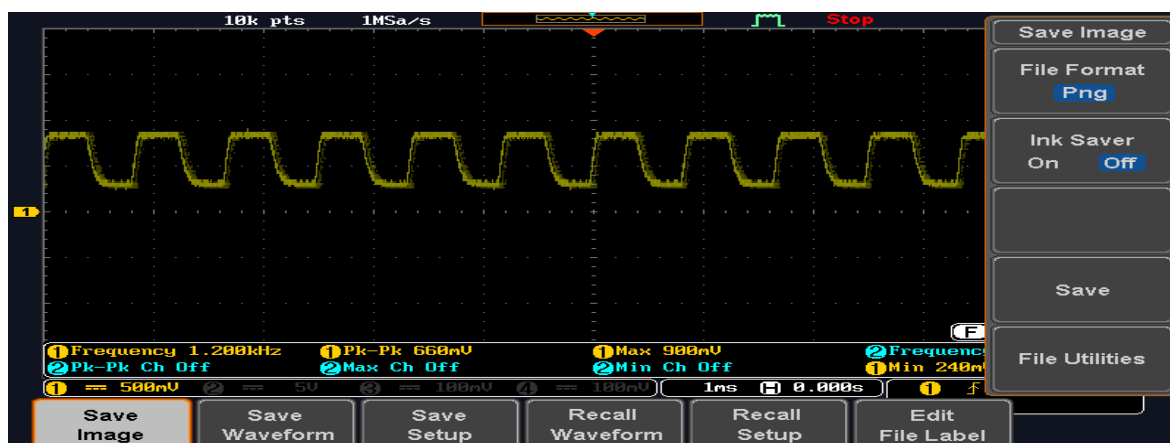 10k pts 1MSa/s Stop
Save Image
File Format
Png
Ink Saver
On Off
Save
File Utilities
1
F
1 Frequency 1.200kHz 1 Pk-Pk 660mV 1 Max 900mV 2 Frequenc
2 Pk-Pk Ch Off 2 Max Ch Off 2 Min Ch Off 1 Min 240m
1 500mV 2 5V 3 100mV 4 100mV 1ms H 0.000s 1
Save Image
Save Waveform
Save Setup
Recall Waveform
Recall Setup
Edit File Label